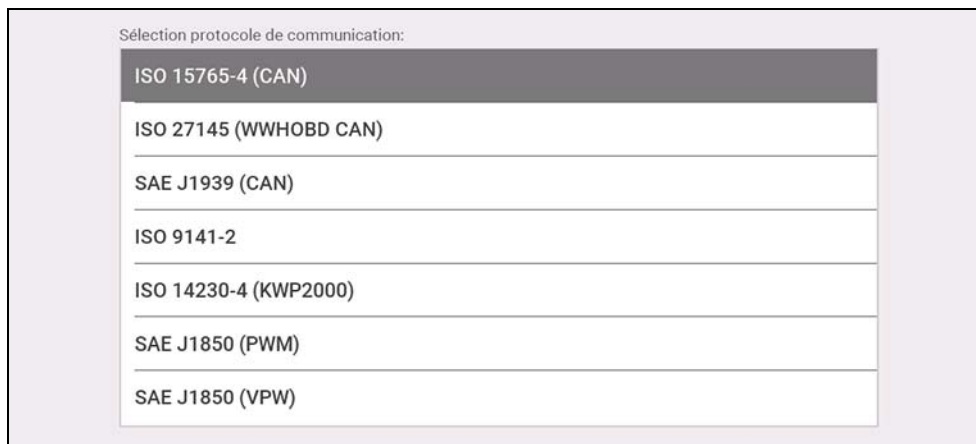 Sélection protocole de communication:
ISO 15765-4 (CAN)
ISO 27145 (WWHOBD CAN)
SAE J1939 (CAN)
ISO 9141-2
ISO 14230-4 (KWP2000)
SAE J1850 (PWM)
SAE J1850 (VPW)